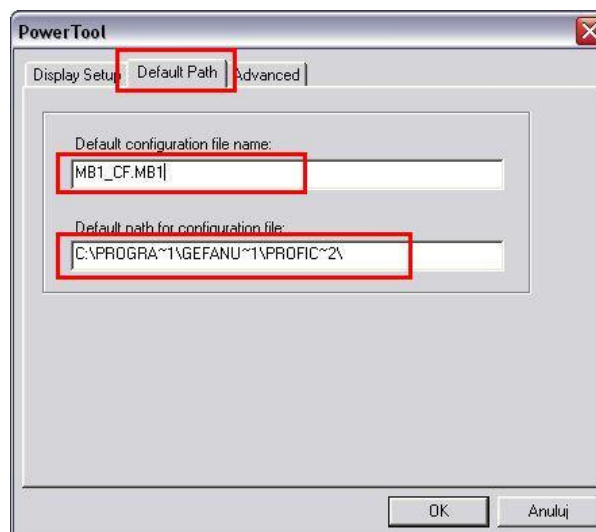 PowerTool
Display Setup Default Path Advanced
Default configuration file name:
MB1_CF.MB1
Default path for configuration file:
C:\PROGRA~1\GEFANU~1\PROFIC~2\
OK Anuluj